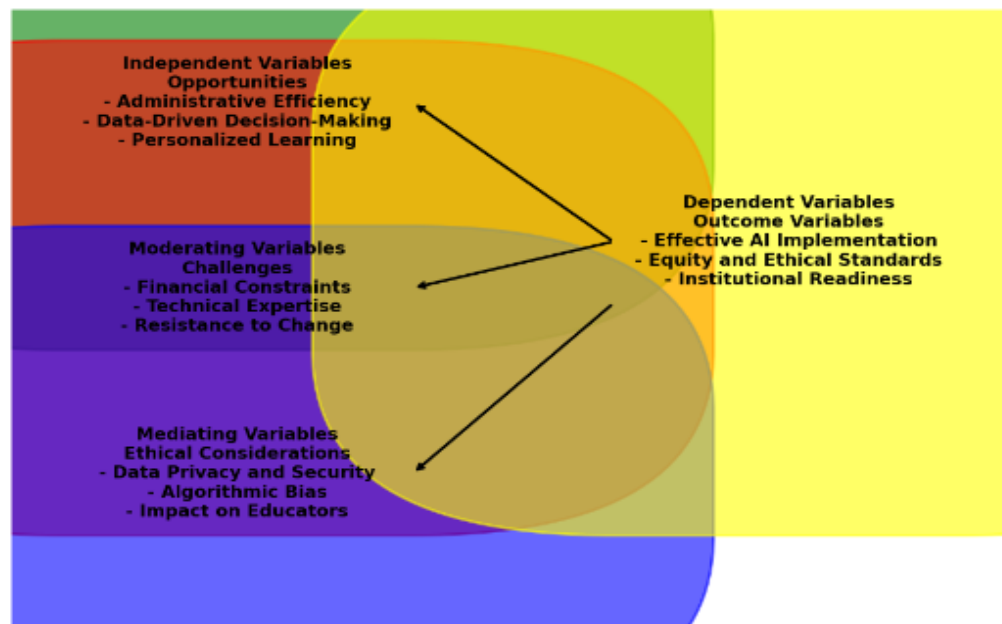 Independent Variables
Opportunities
- Administrative Efficiency
- Data-Driven Decision-Making
- Personalized Learning
Dependent Variables
Outcome Variables
- Effective AI Implementation
- Equity and Ethical Standards
- Institutional Readiness
Moderating Variables
Challenges
- Financial Constraints
- Technical Expertise
- Resistance to Change
Mediating Variables
Ethical Considerations
- Data Privacy and Security
- Algorithmic Bias
- Impact on Educators